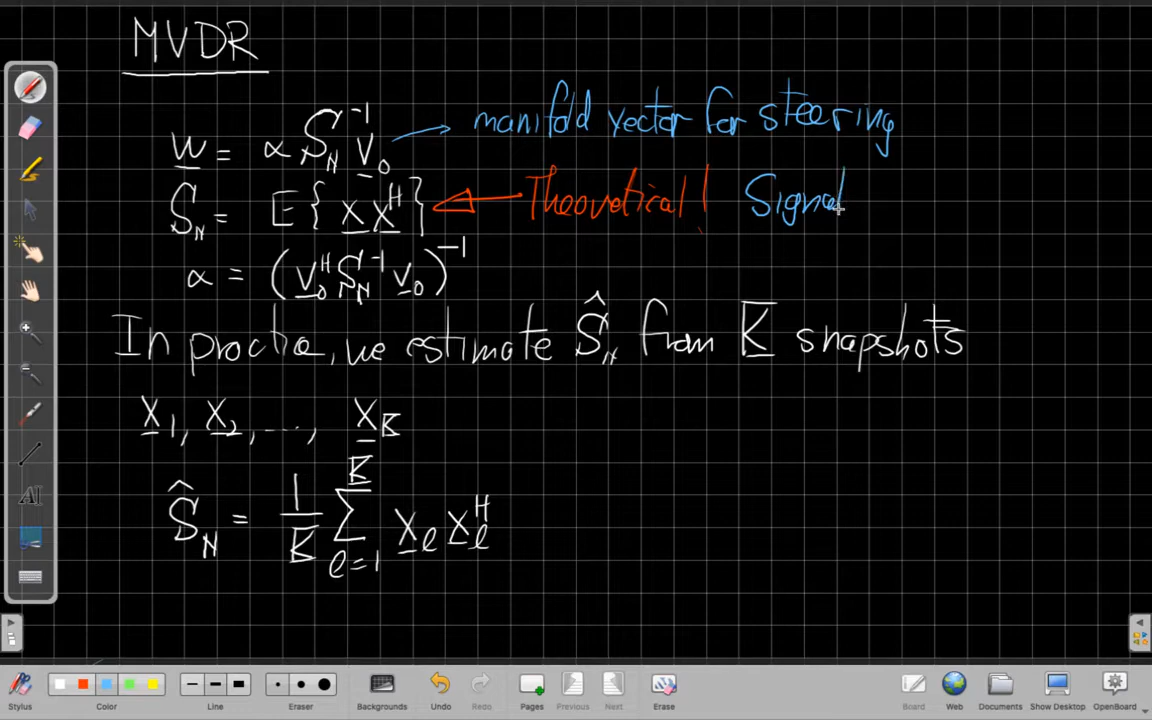 MVDR
w = α S_N^{-1} v_0 → manifold vector for steering
S_N = E{x x^H} ← Theoretical! Signal
α = (v_0^H S_N^{-1} v_0)^{-1}
In practice, we estimate Ŝ_N from K snapshots
x_1, x_2, ..., x_K
Ŝ_N = 1/K ∑_{l=1}^{K} x_l x_l^H
Stylus Color Line Eraser Backgrounds Undo Redo Pages Previous Next Erase Board Web Documents Show Desktop OpenBoard